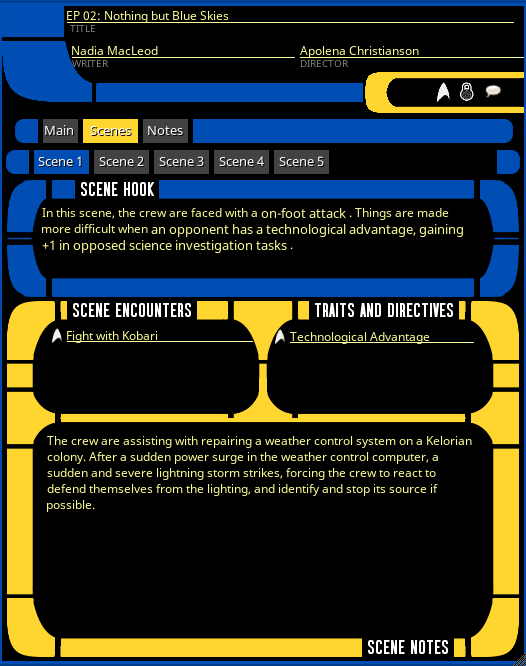 EP 02: Nothing but Blue Skies
TITLE
Nadia MacLeod Apolena Christianson
WRITER DIRECTOR
Main Scenes Notes
Scene 1 Scene 2 Scene 3 Scene 4 Scene 5
SCENE HOOK
In this scene, the crew are faced with a on-foot attack . Things are made
more difficult when an opponent has a technological advantage, gaining
+1 in opposed science investigation tasks .
SCENE ENCOUNTERS TRAITS AND DIRECTIVES
Fight with Kobari Technological Advantage
The crew are assisting with repairing a weather control system on a Kelorian
colony. After a sudden power surge in the weather control computer, a
sudden and severe lightning storm strikes, forcing the crew to react to
defend themselves from the lighting, and identify and stop its source if
possible.
SCENE NOTES